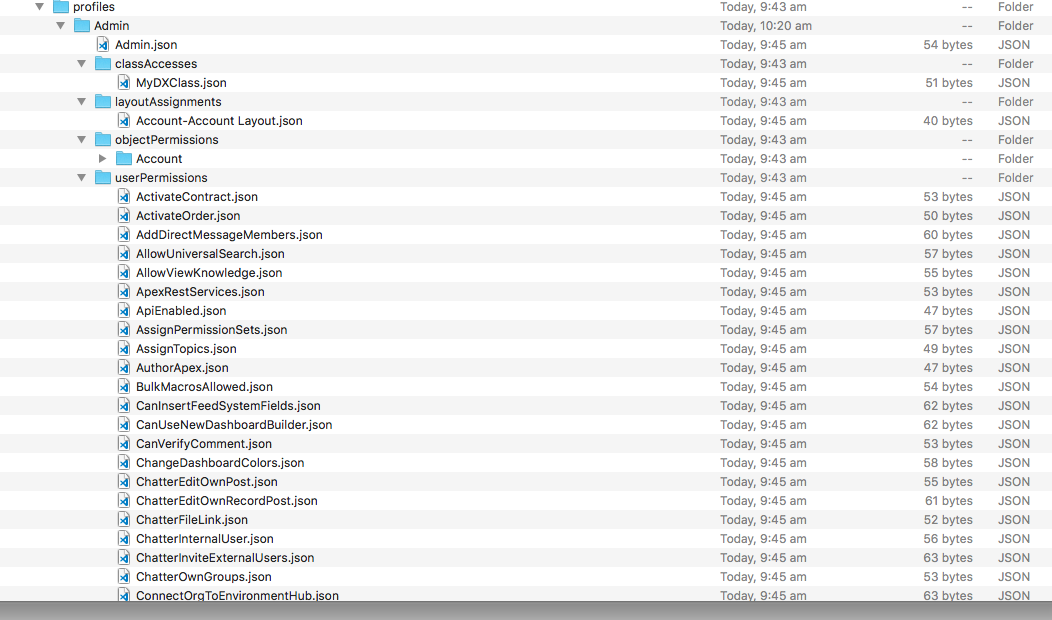 profiles Today, 9:43 am -- Folder
Admin Today, 10:20 am -- Folder
Admin.json Today, 9:45 am 54 bytes JSON
classAccesses Today, 9:43 am -- Folder
MyDXClass.json Today, 9:45 am 51 bytes JSON
layoutAssignments Today, 9:43 am -- Folder
Account-Account Layout.json Today, 9:45 am 40 bytes JSON
objectPermissions Today, 9:43 am -- Folder
Account Today, 9:43 am -- Folder
userPermissions Today, 9:43 am -- Folder
ActivateContract.json Today, 9:45 am 53 bytes JSON
ActivateOrder.json Today, 9:45 am 50 bytes JSON
AddDirectMessageMembers.json Today, 9:45 am 60 bytes JSON
AllowUniversalSearch.json Today, 9:45 am 57 bytes JSON
AllowViewKnowledge.json Today, 9:45 am 55 bytes JSON
ApexRestServices.json Today, 9:45 am 53 bytes JSON
ApiEnabled.json Today, 9:45 am 47 bytes JSON
AssignPermissionSets.json Today, 9:45 am 57 bytes JSON
AssignTopics.json Today, 9:45 am 49 bytes JSON
AuthorApex.json Today, 9:45 am 47 bytes JSON
BulkMacrosAllowed.json Today, 9:45 am 54 bytes JSON
CanInsertFeedSystemFields.json Today, 9:45 am 62 bytes JSON
CanUseNewDashboardBuilder.json Today, 9:45 am 62 bytes JSON
CanVerifyComment.json Today, 9:45 am 53 bytes JSON
ChangeDashboardColors.json Today, 9:45 am 58 bytes JSON
ChatterEditOwnPost.json Today, 9:45 am 55 bytes JSON
ChatterEditOwnRecordPost.json Today, 9:45 am 61 bytes JSON
ChatterFileLink.json Today, 9:45 am 52 bytes JSON
ChatterInternalUser.json Today, 9:45 am 56 bytes JSON
ChatterInviteExternalUsers.json Today, 9:45 am 63 bytes JSON
ChatterOwnGroups.json Today, 9:45 am 53 bytes JSON
ConnectOrgToEnvironmentHub.json Today, 9:45 am 63 bytes JSON